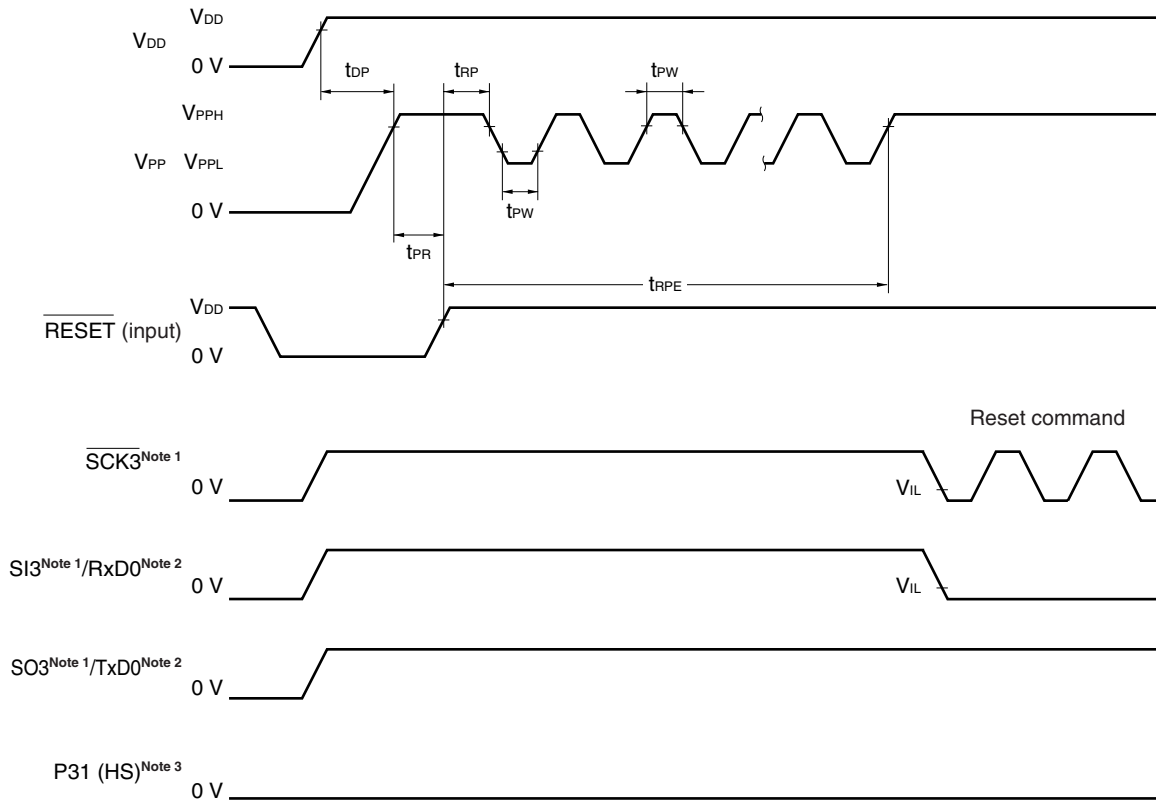 VDD
VDD
0 V
tDP
tRP
tPW
VPPH
VPP VPPL
0 V
tPW
tPR
tRPE
VDD
RESET (input)
0 V
Reset command
SCK3Note 1
0 V
VIL
SI3Note 1/RxD0Note 2
0 V
VIL
SO3Note 1/TxD0Note 2
0 V
P31 (HS)Note 3
0 V